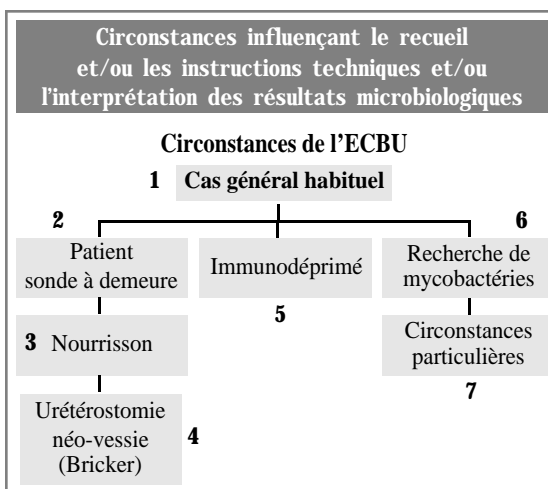 Circonstances influençant le recueil
et/ou les instructions techniques et/ou
l'interprétation des résultats microbiologiques
Circonstances de l'ECBU
1 Cas général habituel
2
Patient
sonde à demeure
3 Nourrisson
Urétérostomie
néo-vessie
(Bricker)
4
Immunodéprimé
5
6
Recherche de
mycobactéries
Circonstances
particulières
7